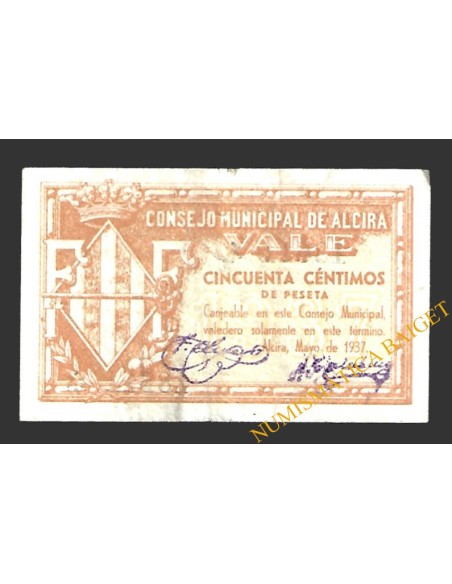 CONSEJO MUNICIPAL DE ALCIRA
VALE
CINCUENTA CÉNTIMOS
DE PESETA
Canjeable en este Consejo Municipal,
valedero solamente en este término.
Alcira, Mayo de 1937
NUMISMATICA BAIGET